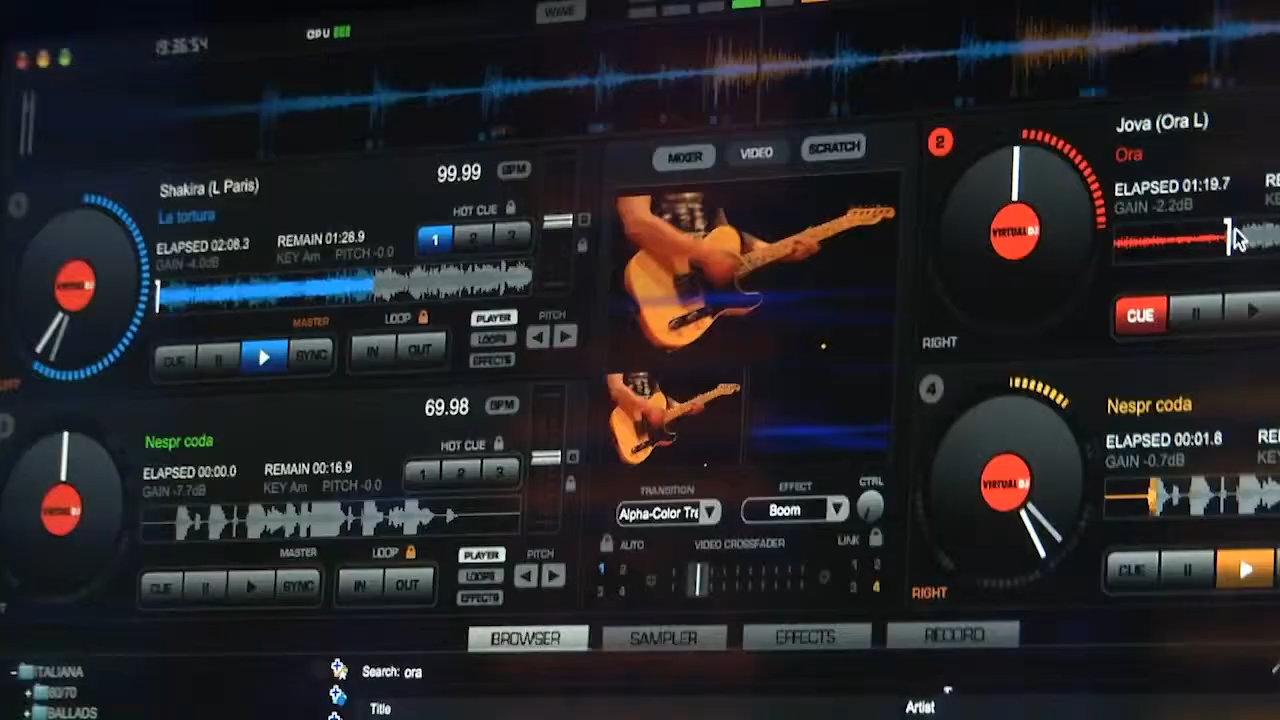 WAVE
CPU
MIXER VIDEO SCRATCH
Shakira (L Paris)
La tortura
99.99 BPM
ELAPSED 02:08.3
REMAIN 01:28.9
GAIN -4.0dB
KEY Am PITCH -0.0
HOT CUE
1 2 3
MASTER
LOOP
PLAYER
LOOPS
EFFECTS
PITCH
CUE II SYNC
IN OUT
VIRTUAL DJ
2
Jova (Ora L)
Ora
ELAPSED 01:19.7
GAIN -2.2dB
VIRTUAL DJ
CUE
RIGHT
Nespr coda
69.98 BPM
ELAPSED 00:00.0
REMAIN 00:16.9
GAIN -7.7dB
KEY Am PITCH -0.0
HOT CUE
1 2 3
MASTER
LOOP
PLAYER
LOOPS
EFFECTS
PITCH
CUE II SYNC
IN OUT
VIRTUAL DJ
TRANSITION
EFFECT
CTRL
Alpha-Color Tra
Boom
AUTO
VIDEO CROSSFADER
LINK
1 2
3 4
1 2
3 4
4
Nespr coda
ELAPSED 00:01.8
GAIN -0.7dB
VIRTUAL DJ
CUE
RIGHT
BROWSER SAMPLER EFFECTS RECORD
ITALIANA
60/70
BALLADS
Search: ora
Title
Artist